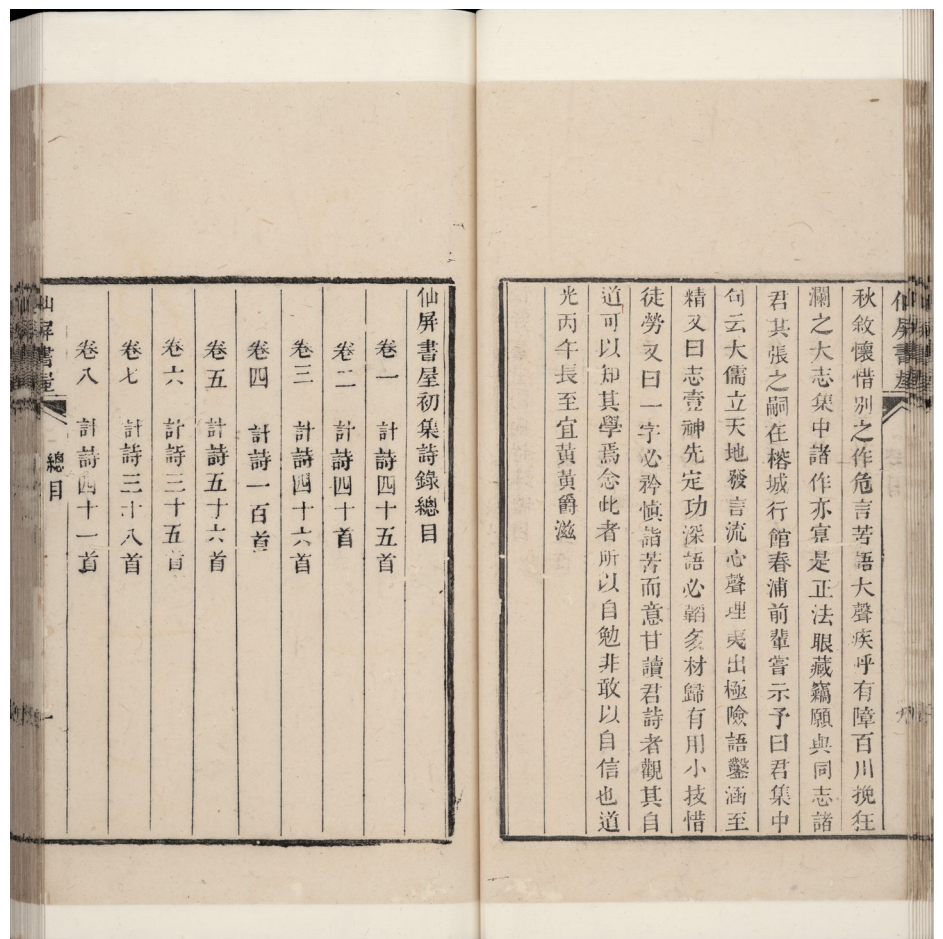 秋敘懷惜別之作危言苦語大聲疾呼有障百川挽狂
瀾之大志集中諸作亦寘是正法眼藏竊願與同志諸
君共張之嗣在榕城行館春浦前輩嘗示予曰君集中
句云大儒立天地發言流心聲理夷出極險語鑿涵至
精又曰志壹神先定功深語必韜多材歸有用小技惜
徒勞又曰一字必矜慎詣苦而意甘讀君詩者觀其自
道可以知其學焉念此者所以自勉非敢以自信也道
光丙午長至宜黃黃爵滋
仙屏書屋初集詩錄總目
卷一 計詩四十五首
卷二 計詩四十首
卷三 計詩四十六首
卷四 計詩一百首
卷五 計詩五十六首
卷六 計詩三十五首
卷七 計詩三十八首
卷八 計詩四十一首
仙屏書屋 總目 一